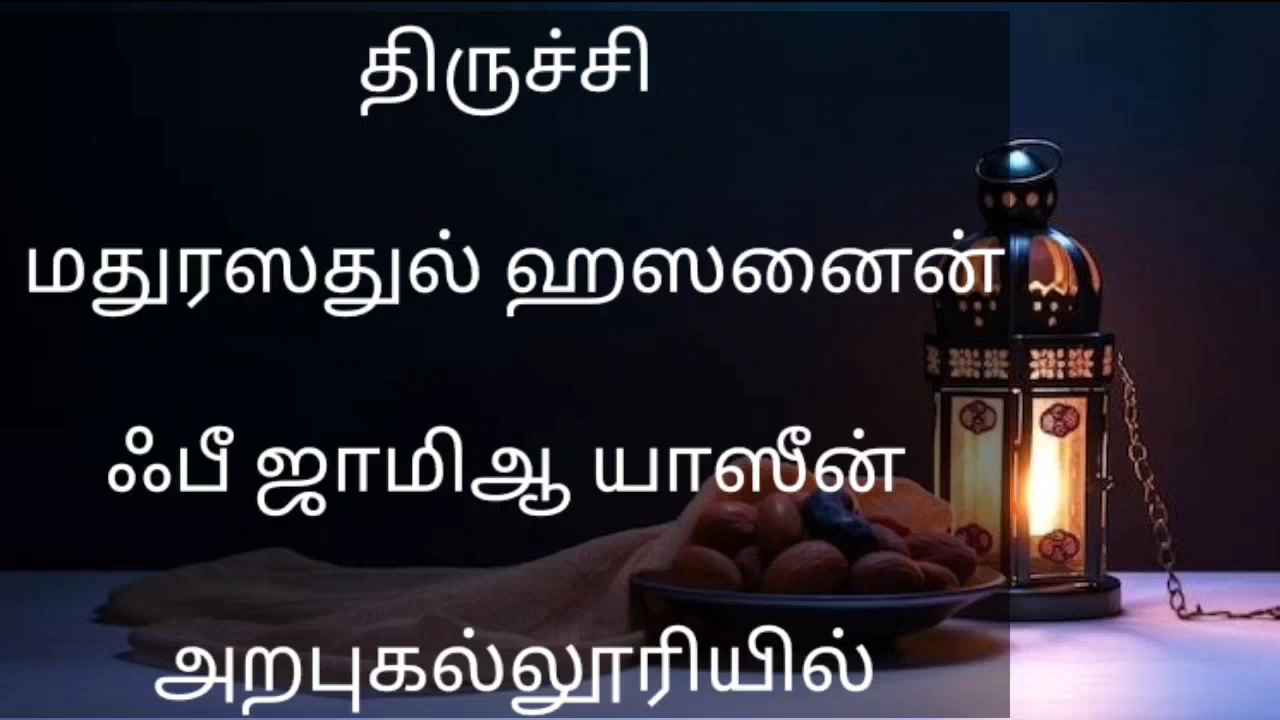 திருச்சி
மதுரஸதுல் ஹஸனைன்
ஃபீ ஜாமிஆ யாஸீன்
அறபுகல்லூரியில்